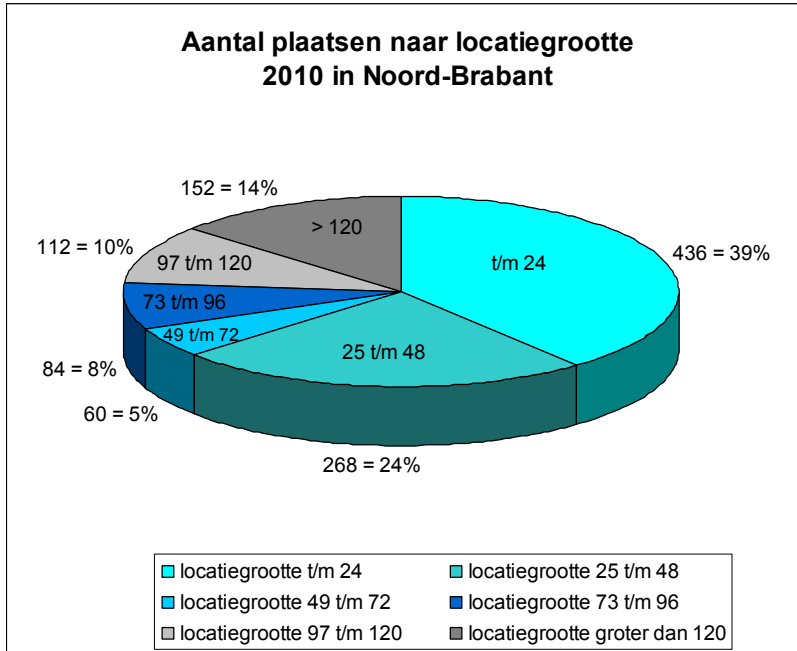 Aantal plaatsen naar locatiegrootte
2010 in Noord-Brabant
152 = 14%
> 120
112 = 10%
97 t/m 120
t/m 24
436 = 39%
73 t/m 96
49 t/m 72
25 t/m 48
84 = 8%
60 = 5%
268 = 24%
locatiegrootte t/m 24
locatiegrootte 25 t/m 48
locatiegrootte 49 t/m 72
locatiegrootte 73 t/m 96
locatiegrootte 97 t/m 120
locatiegrootte groter dan 120